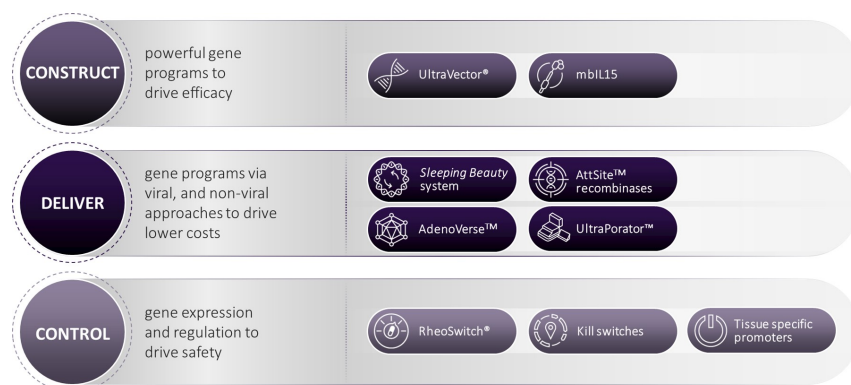 CONSTRUCT
powerful gene
programs to
drive efficacy
UltraVector®
mbIL15
DELIVER
gene programs via
viral, and non-viral
approaches to drive
lower costs
Sleeping Beauty
system
AttSite™
recombinases
AdenoVerse™
UltraPorator™
CONTROL
gene expression
and regulation to
drive safety
RheoSwitch®
Kill switches
Tissue specific
promoters